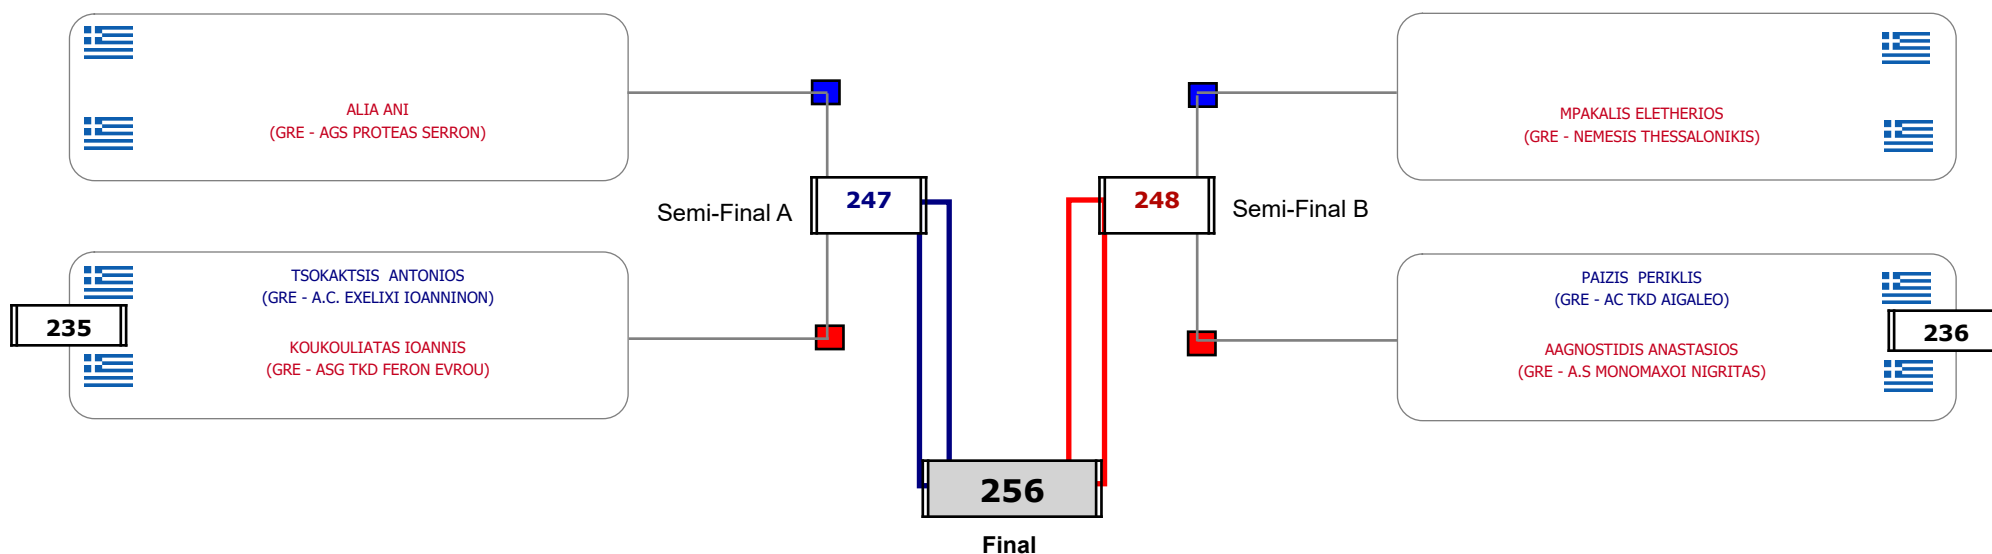 ALIA ANI
(GRE - AGS PROTEAS SERRON)
MPAKALIS ELETHERIOS
(GRE - NEMESIS THESSALONIKIS)
247
248
Semi-Final A
Semi-Final B
TSOKAKTSIS  ANTONIOS
(GRE - A.C. EXELIXI IOANNINON)
235
KOUKOULIATAS IOANNIS
(GRE - ASG TKD FERON EVROU)
PAIZIS  PERIKLIS
(GRE - AC TKD AIGALEO)
236
AAGNOSTIDIS ANASTASIOS
(GRE - A.S MONOMAXOI NIGRITAS)
256
Final